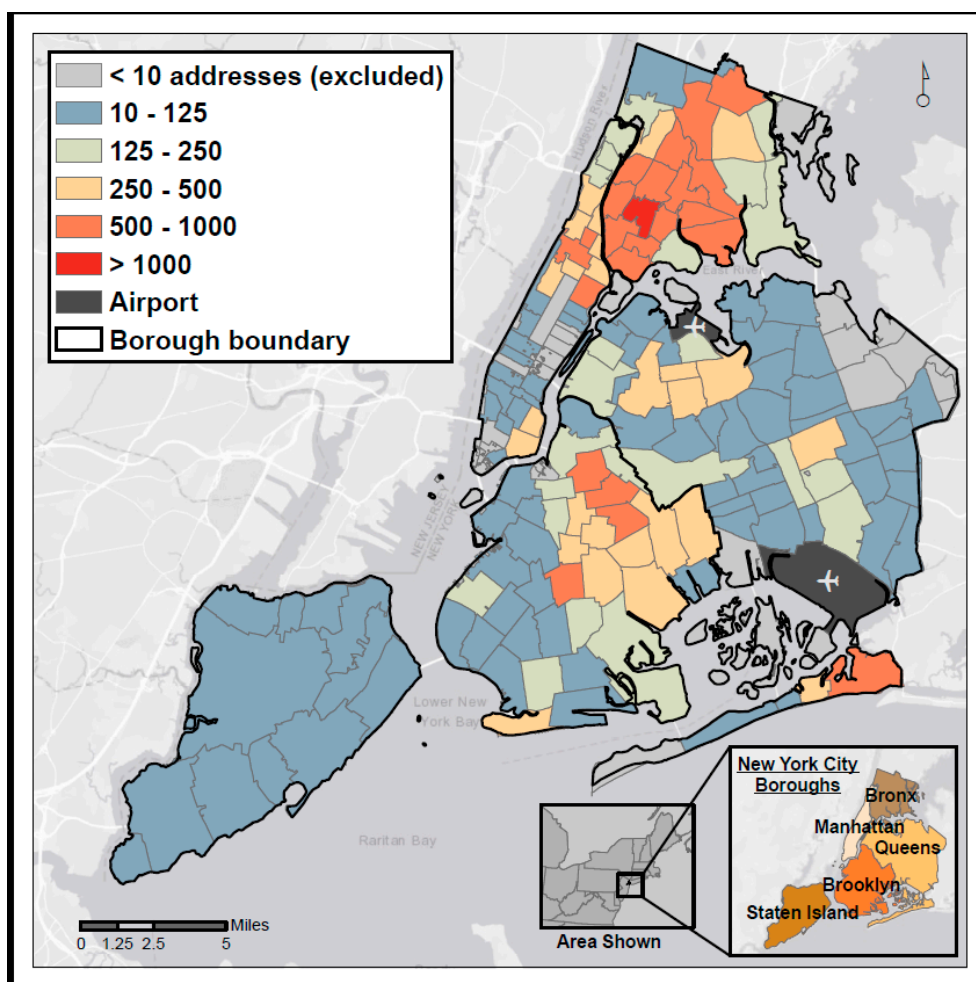 < 10 addresses (excluded)
10 - 125
125 - 250
250 - 500
500 - 1000
> 1000
Airport
Borough boundary
Hudson River
East River
NEW JERSEY
NEW YORK
Lower New
York Bay
Raritan Bay
0 1.25 2.5 5 Miles
Area Shown
New York City
Boroughs
Bronx
Manhattan
Queens
Brooklyn
Staten Island